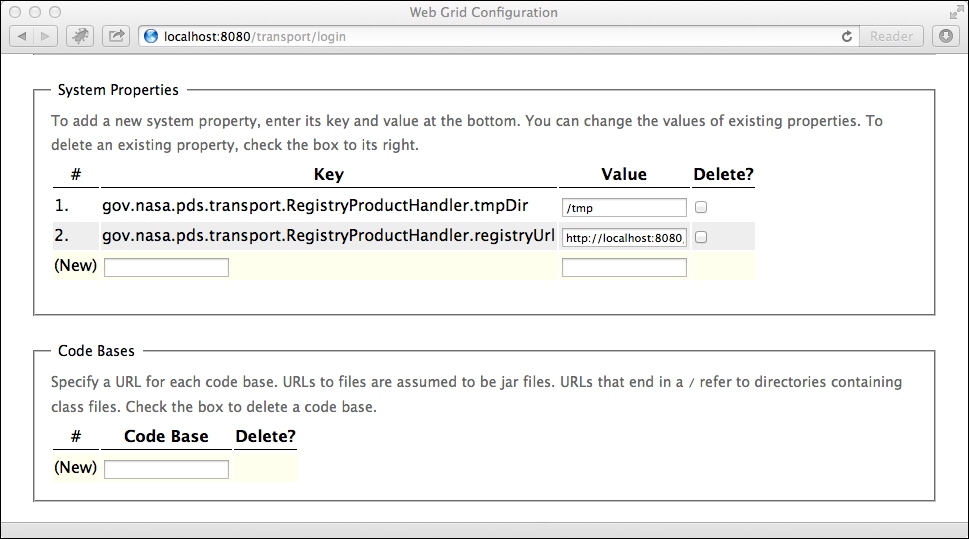 Web Grid Configuration
localhost:8080/transport/login
Reader
System Properties
To add a new system property, enter its key and value at the bottom. You can change the values of existing properties. To
delete an existing property, check the box to its right.
# Key Value Delete?
1. gov.nasa.pds.transport.RegistryProductHandler.tmpDir /tmp
2. gov.nasa.pds.transport.RegistryProductHandler.registryUrl http://localhost:8080
(New)
Code Bases
Specify a URL for each code base. URLs to files are assumed to be jar files. URLs that end in a / refer to directories containing
class files. Check the box to delete a code base.
# Code Base Delete?
(New)